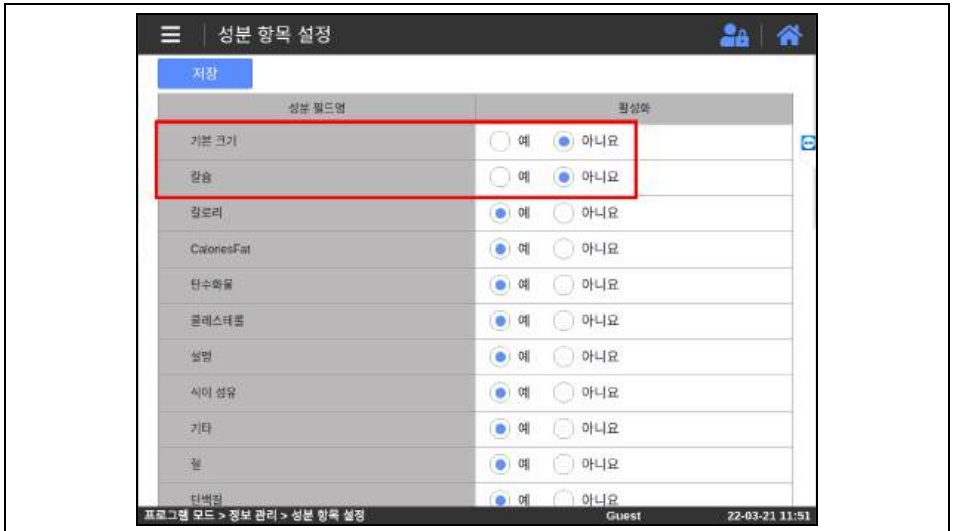 성분 항목 설정
저장
성분 필드명 활성화
기본 크기 예 아니요
칼슘 예 아니요
칼로리 예 아니요
CaloriesFat 예 아니요
탄수화물 예 아니요
콜레스테롤 예 아니요
설명 예 아니요
식이 섬유 예 아니요
기타 예 아니요
철 예 아니요
단백질 예 아니요
프로그램 모드 > 정보 관리 > 성분 항목 설정 Guest 22-03-21 11:51